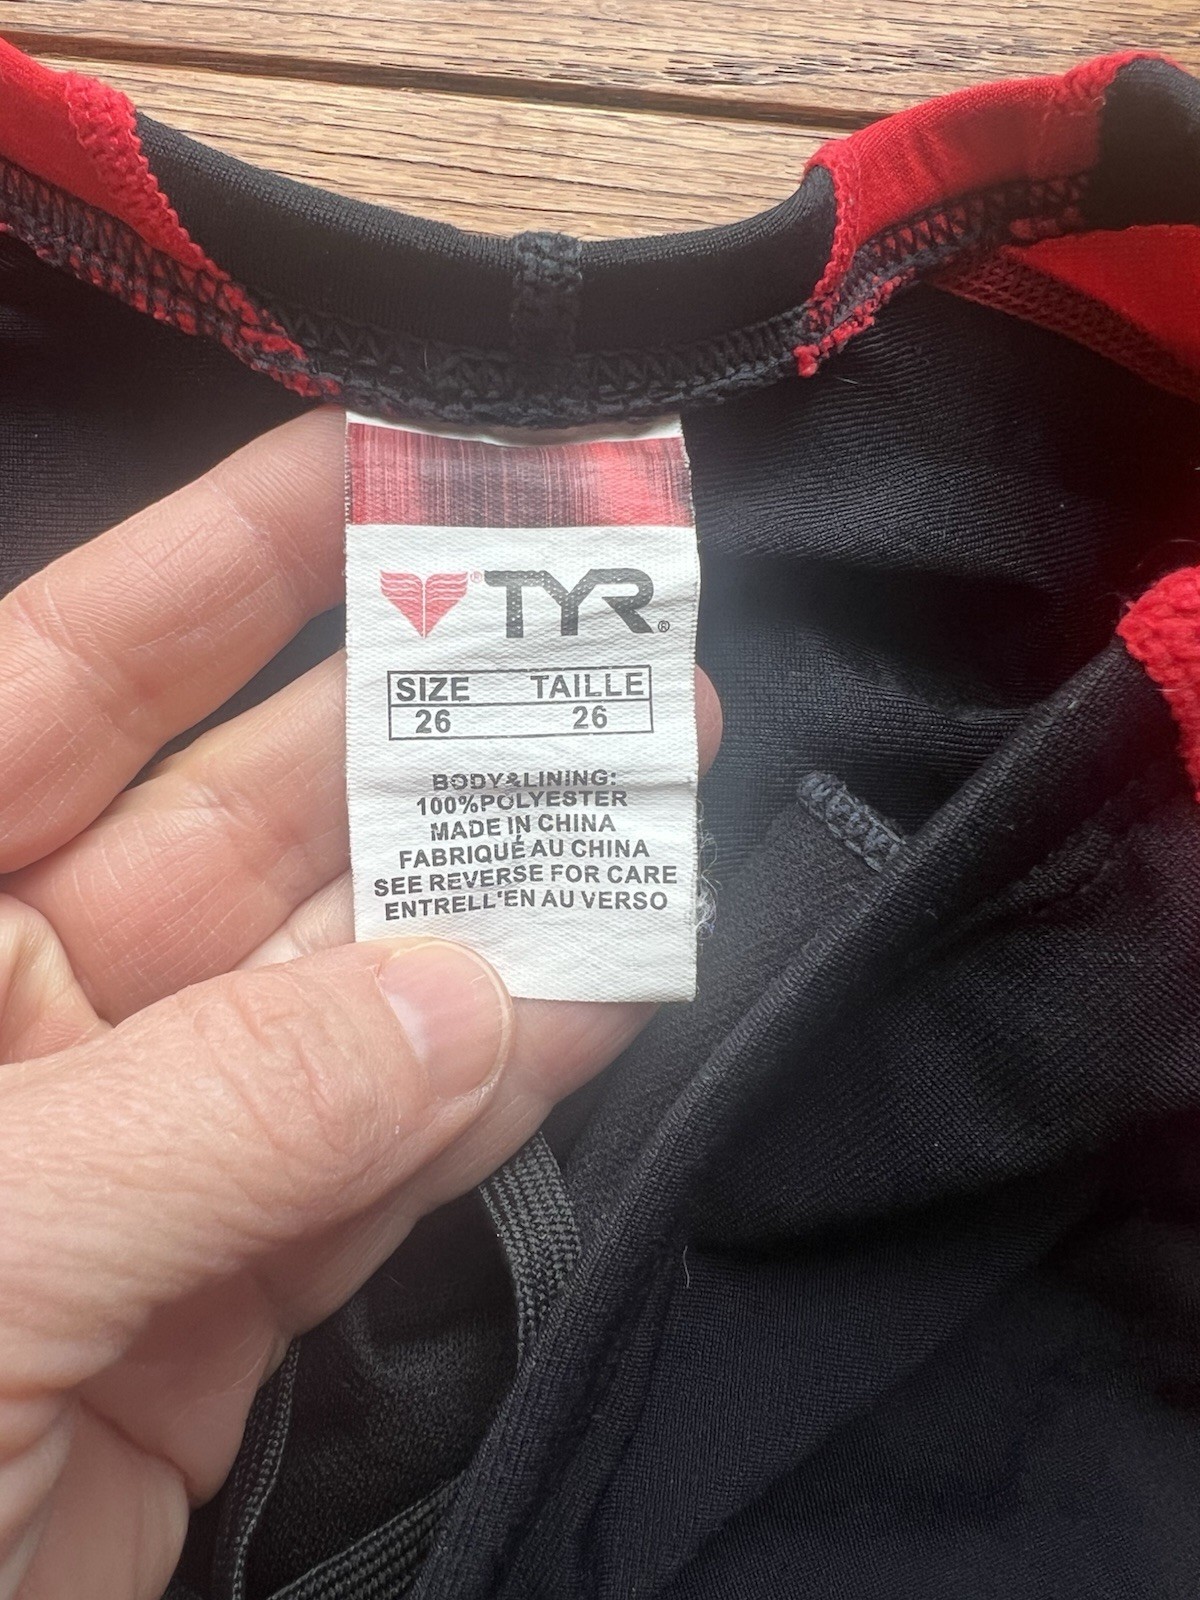 ®TYR®
SIZE TAILLE
26 26
BODY&LINING:
100%POLYESTER
MADE IN CHINA
FABRIQUÉ AU CHINA
SEE REVERSE FOR CARE
ENTRELL'EN AU VERSO